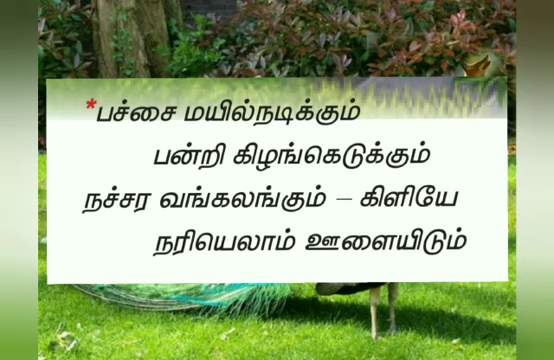 *பச்சை மயில்நடிக்கும்
பன்றி கிழங்கெடுக்கும்
நச்சர வங்கலங்கும் – கிளியே
நரியெலாம் ஊளையிடும்